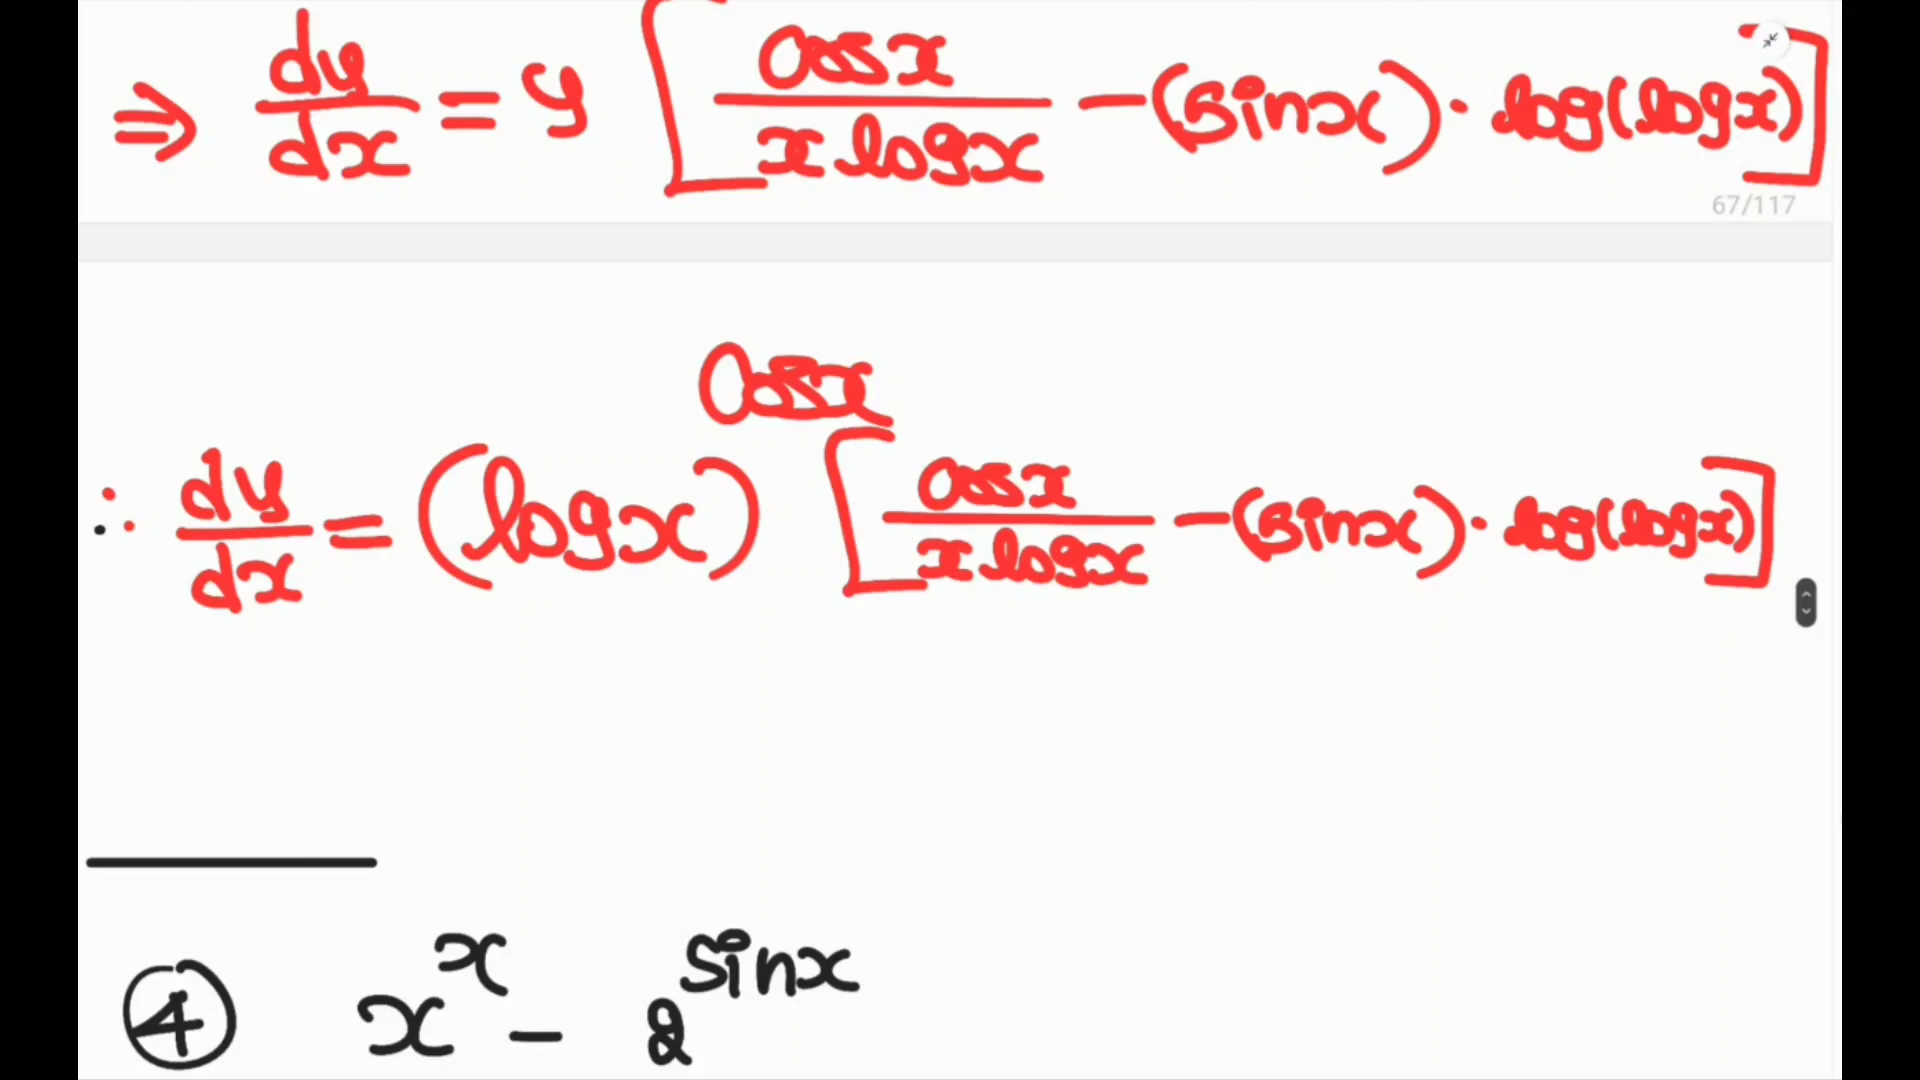 ⇒ dy/dx = y [cosx/(x logx) - (sinx) · log(logx)]
67/117
∴ dy/dx = (logx)^cosx [cosx/(x logx) - (sinx) · log(logx)]
④ x^x - 2^sinx